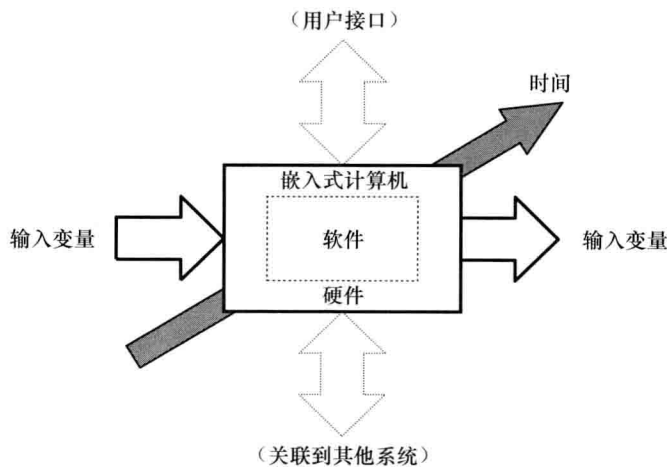 （用户接口）
时间
嵌入式计算机
输入变量
软件
输入变量
硬件
（关联到其他系统）